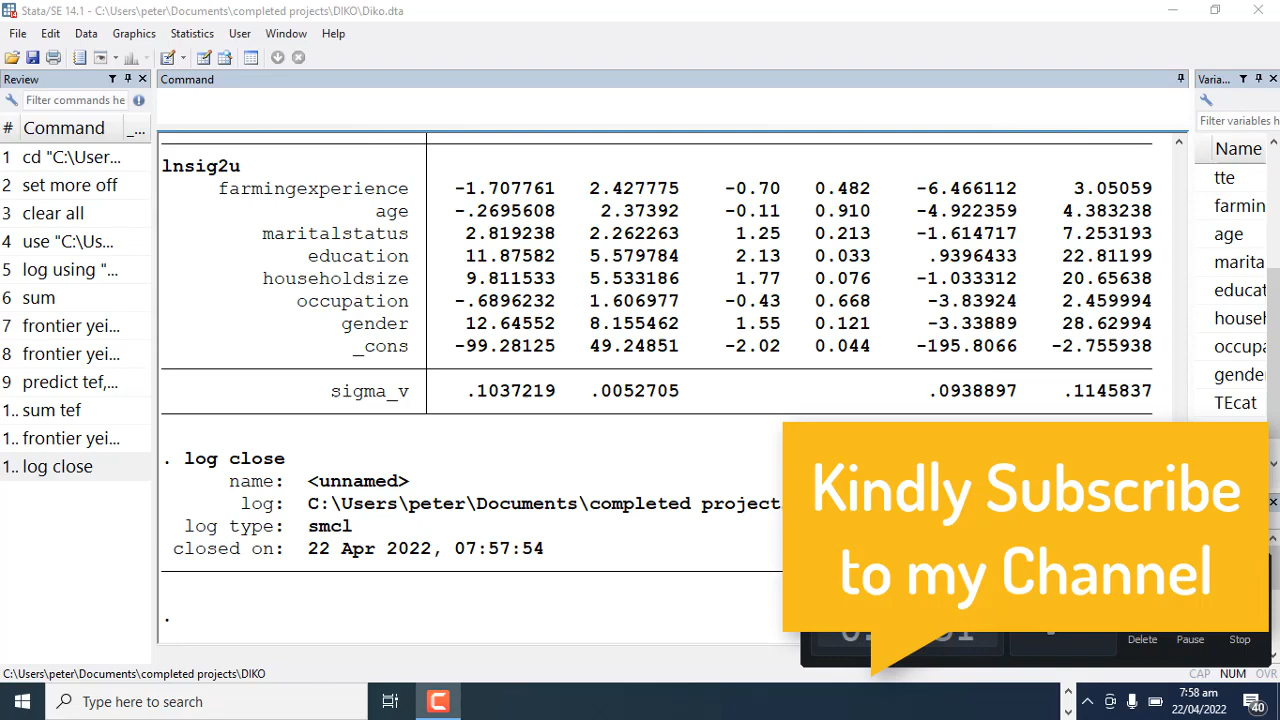 Stata/SE 14.1 - C:\Users\peter\Documents\completed projects\DIKO\Diko.dta
File Edit Data Graphics Statistics User Window Help
Review
Filter commands he
# Command _...
1 cd "C:\User...
2 set more off
3 clear all
4 use "C:\Us...
5 log using "...
6 sum
7 frontier yei...
8 frontier yei...
9 predict tef,...
1.. sum tef
1.. frontier yei...
1.. log close
Command
lnsig2u
farmingexperience -1.707761 2.427775 -0.70 0.482 -6.466112 3.05059
age -.2695608 2.37392 -0.11 0.910 -4.922359 4.383238
maritalstatus 2.819238 2.262263 1.25 0.213 -1.614717 7.253193
education 11.87582 5.579784 2.13 0.033 .9396433 22.81199
householdsize 9.811533 5.533186 1.77 0.076 -1.033312 20.65638
occupation -.6896232 1.606977 -0.43 0.668 -3.83924 2.459994
gender 12.64552 8.155462 1.55 0.121 -3.33889 28.62994
_cons -99.28125 49.24851 -2.02 0.044 -195.8066 -2.755938
sigma_v .1037219 .0052705 .0938897 .1145837
. log close
name: <unnamed>
log: C:\Users\peter\Documents\completed project
log type: smcl
closed on: 22 Apr 2022, 07:57:54
.
Varia...
Filter variables h
Name
tte
farmin
age
marita
educat
househ
occupa
gender
TEcat
Kindly Subscribe
to my Channel
Delete Pause Stop
C:\Users\peter\Documents\completed projects\DIKO
CAP NUM OVR
Type here to search
7:58 am
22/04/2022
40